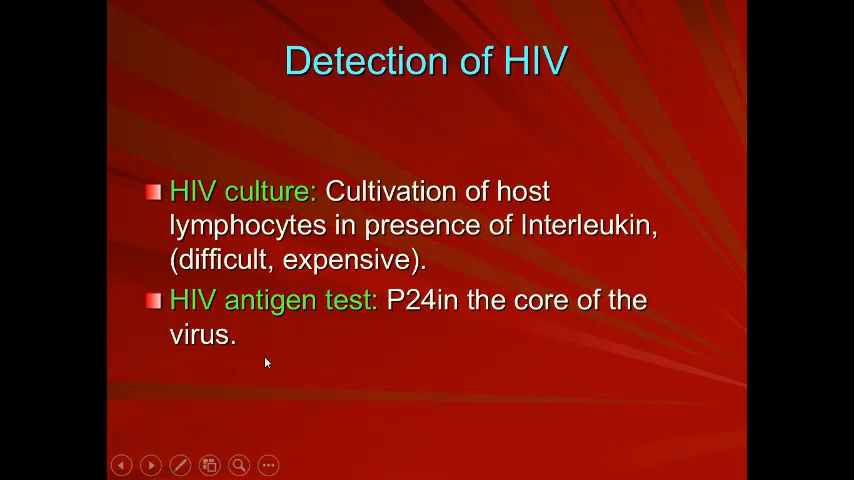 Detection of HIV
HIV culture: Cultivation of host
lymphocytes in presence of Interleukin,
(difficult, expensive).
HIV antigen test: P24in the core of the
virus.